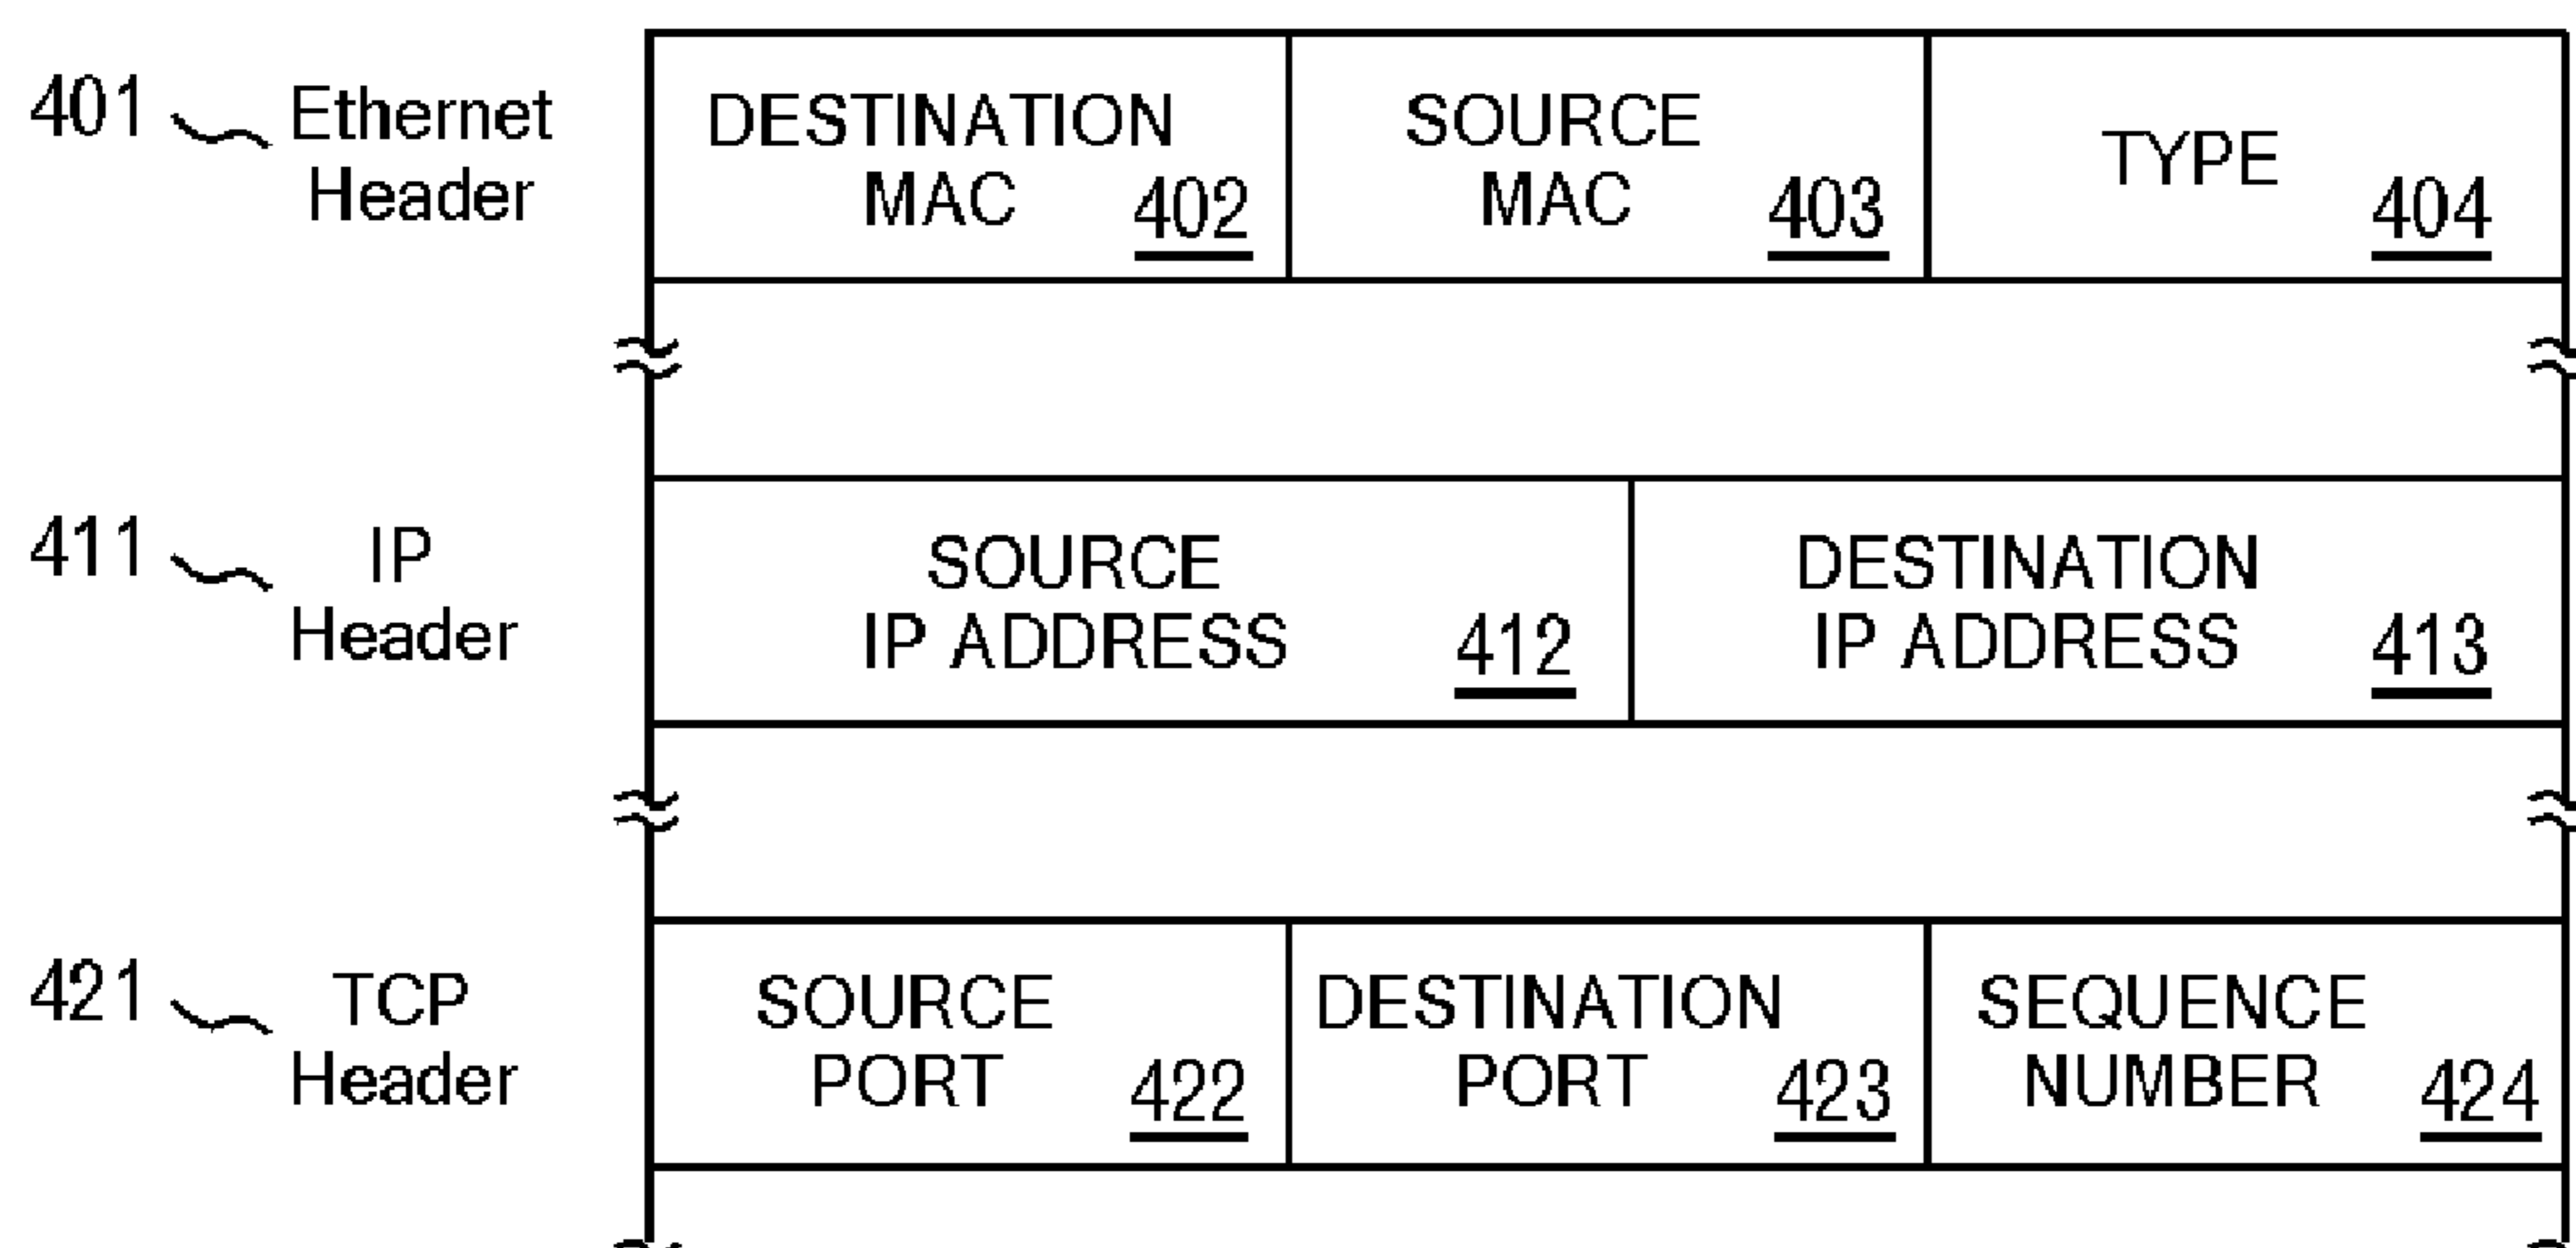 401 Ethernet Header
DESTINATION MAC 402
SOURCE MAC 403
TYPE 404
411 IP Header
SOURCE IP ADDRESS 412
DESTINATION IP ADDRESS 413
421 TCP Header
SOURCE PORT 422
DESTINATION PORT 423
SEQUENCE NUMBER 424